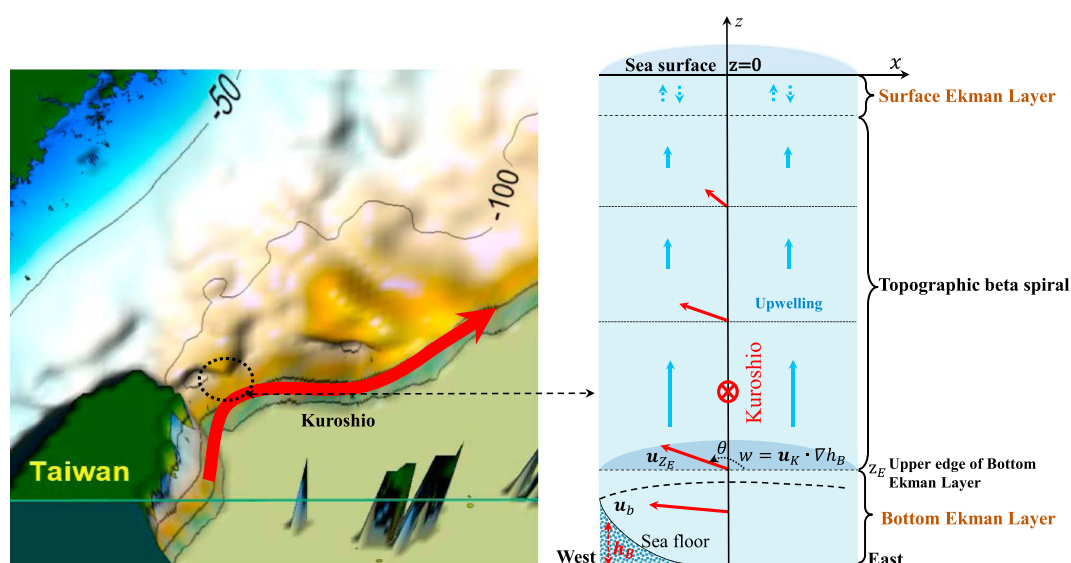 -50
-100
Kuroshio
Taiwan
z
Sea surface z=0
x
Surface Ekman Layer
Topographic beta spiral
Upwelling
Kuroshio
θ
u_{Z_E}
w = u_K · ∇h_B
z_E Upper edge of Bottom
Ekman Layer
u_b
Bottom Ekman Layer
h_B
Sea floor
West
East